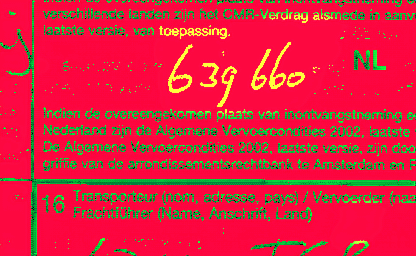 verschillende landen zijn het CMR-Verdrag alsmede in aanv
laatste versie, van toepassing.
639 660
NL
Indien de overeengekomen plaats van inontvangstneming e
Nederland zijn de Algemene Vervoercondities 2002, laatste
De Algemene Vervoercondities 2002, laatste versie, zijn doo
griffie van de arrondissementsrechtbank te Amsterdam en R
16 Transporteur (nom, adresse, pays) / Vervoerder (naa
Frachtführer (Name, Anschrift, Land)